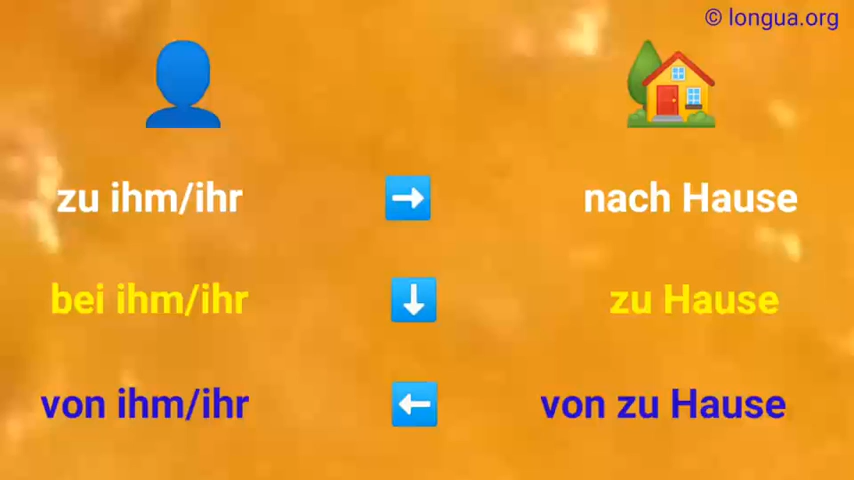 © longua.org
zu ihm/ihr nach Hause
bei ihm/ihr zu Hause
von ihm/ihr von zu Hause